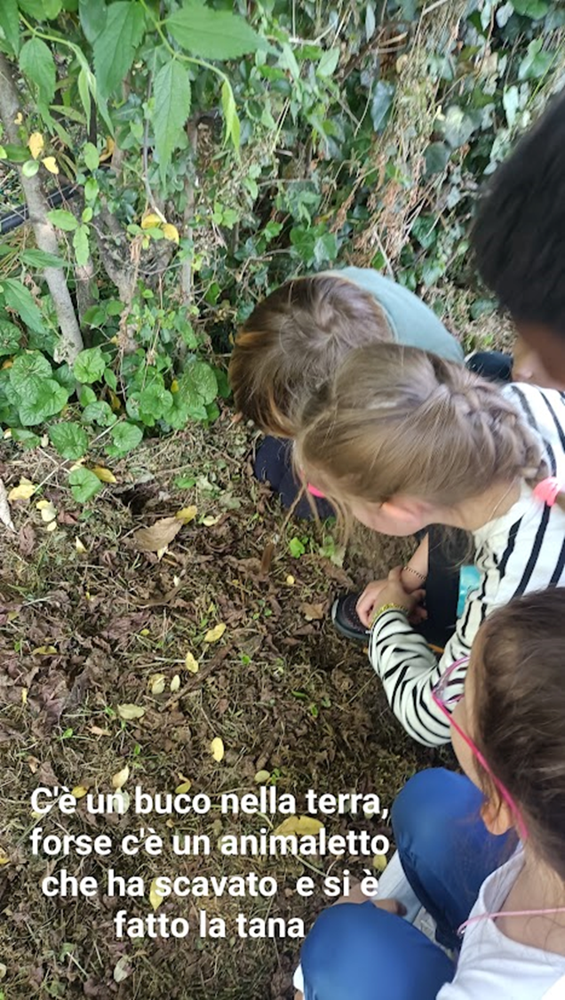 C'è un buco nella terra,
forse c'è un animaletto
che ha scavato e si è
fatto la tana